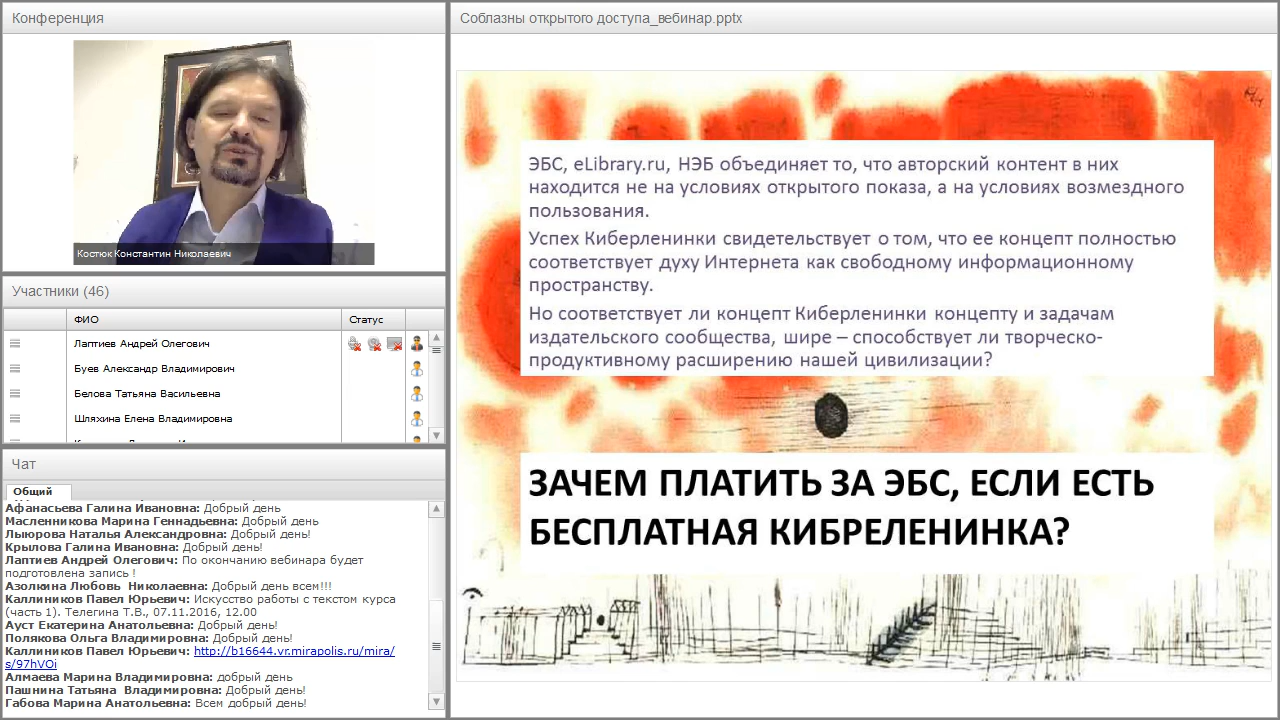 Конференция
Костюк Константин Николаевич
Участники (46)
ФИО
Статус
Лаптиев Андрей Олегович
Буев Александр Владимирович
Белова Татьяна Васильевна
Шляхина Елена Владимировна
Чат
Общий
Афанасьева Галина Ивановна: Добрый день
Масленникова Марина Геннадьевна: Добрый день
Лыюрова Наталья Александровна: Добрый день!
Крылова Галина Ивановна: Добрый день!
Лаптиев Андрей Олегович: По окончанию вебинара будет
подготовлена запись !
Азолкина Любовь Николаевна: Добрый день всем!!!
Каллиников Павел Юрьевич: Искусство работы с текстом курса
(часть 1). Телегина Т.В., 07.11.2016, 12.00
Ауст Екатерина Анатольевна: Добрый день!
Полякова Ольга Владимировна: Добрый день!
Каллиников Павел Юрьевич: http://b16644.vr.mirapolis.ru/mira/
s/97hVOi
Алмаева Марина Владимировна: добрый день
Пашнина Татьяна Владимировна: Добрый день!
Габова Марина Анатольевна: Всем добрый день!
Соблазны открытого доступа_вебинар.pptx
ЭБС, eLibrary.ru, НЭБ объединяет то, что авторский контент в них
находится не на условиях открытого показа, а на условиях возмездного
пользования.
Успех Киберленинки свидетельствует о том, что ее концепт полностью
соответствует духу Интернета как свободному информационному
пространству.
Но соответствует ли концепт Киберленинки концепту и задачам
издательского сообщества, шире – способствует ли творческо-
продуктивному расширению нашей цивилизации?
ЗАЧЕМ ПЛАТИТЬ ЗА ЭБС, ЕСЛИ ЕСТЬ
БЕСПЛАТНАЯ КИБРЕЛЕНИНКА?